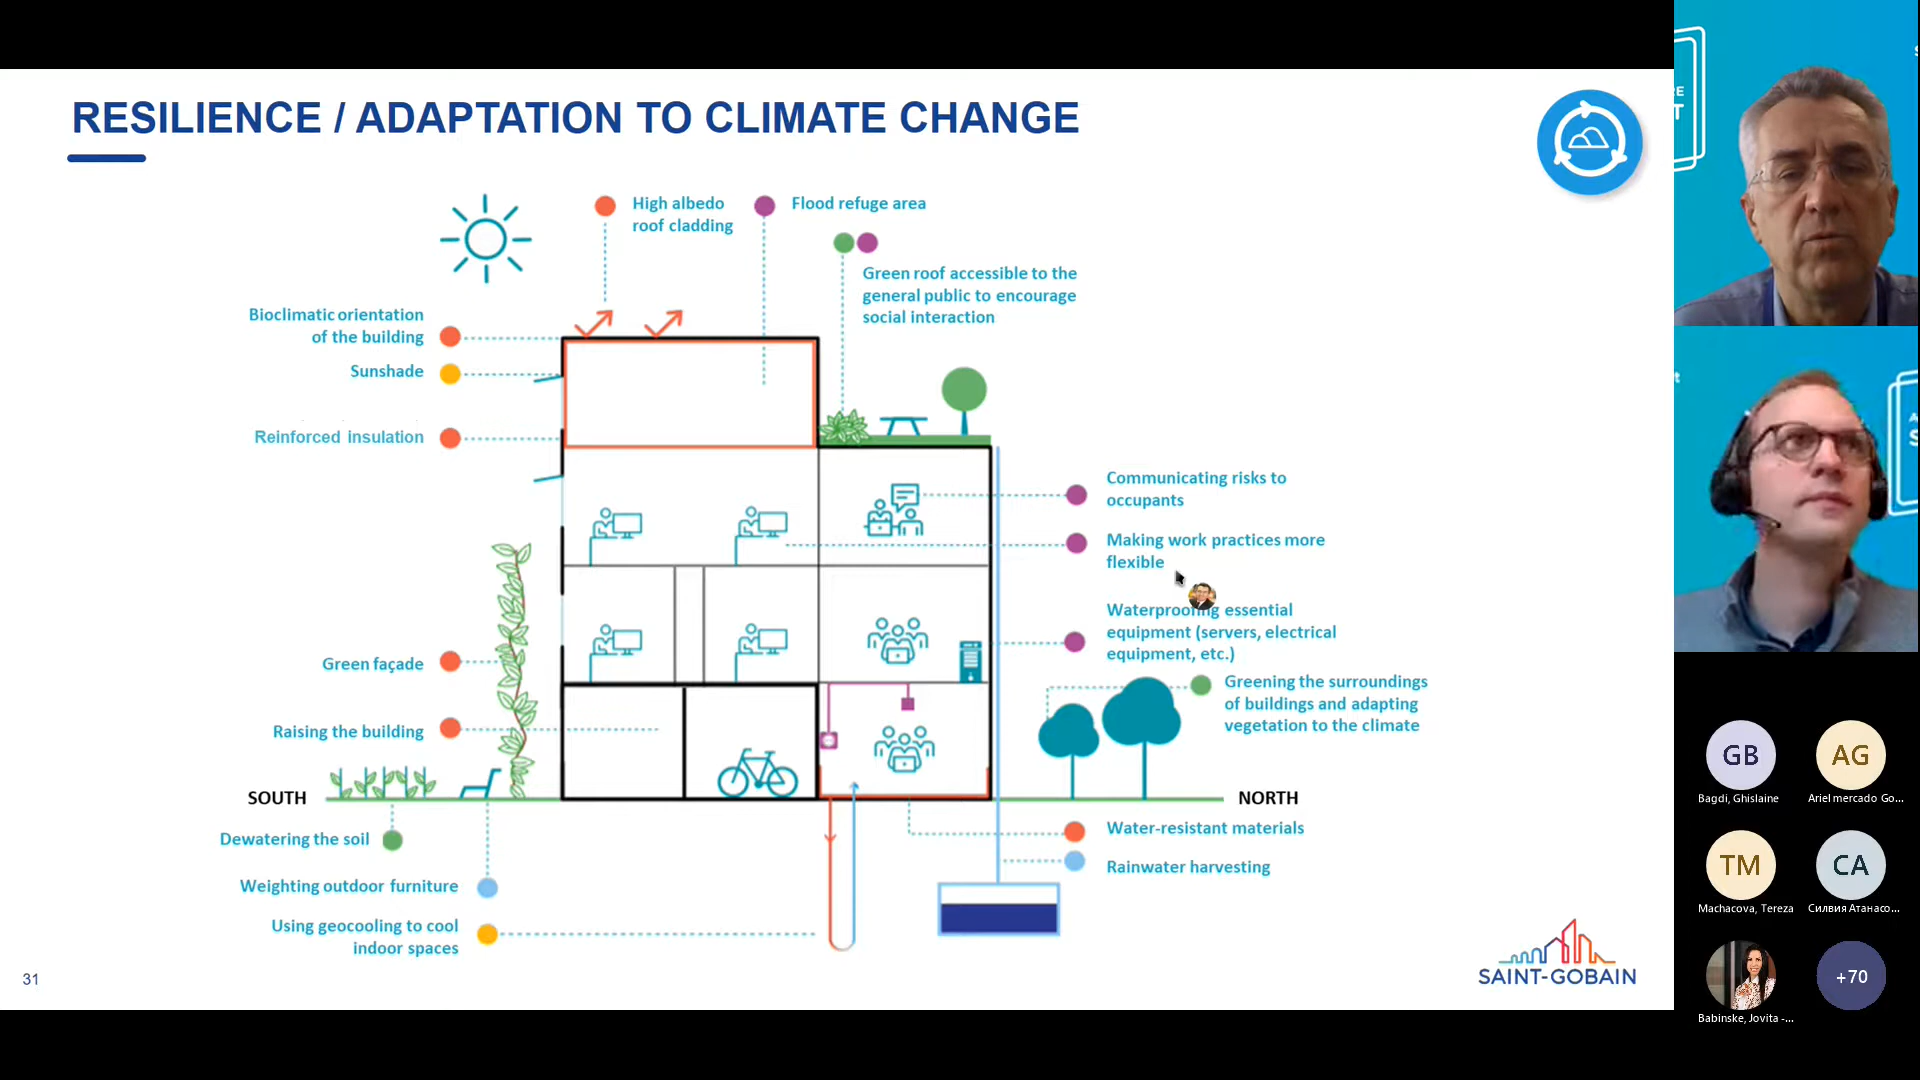 RESILIENCE / ADAPTATION TO CLIMATE CHANGE
High albedo
roof cladding
Flood refuge area
Green roof accessible to the
general public to encourage
social interaction
Bioclimatic orientation
of the building
Sunshade
Reinforced insulation
Communicating risks to
occupants
Making work practices more
flexible
Waterproofing essential
equipment (servers, electrical
equipment, etc.)
Green façade
Greening the surroundings
of buildings and adapting
vegetation to the climate
Raising the building
SOUTH
NORTH
Dewatering the soil
Water-resistant materials
Weighting outdoor furniture
Rainwater harvesting
Using geocooling to cool
indoor spaces
31
SAINT-GOBAIN
GB
Bagdi, Ghislaine
AG
Ariel mercado Go...
TM
Machacova, Tereza
CA
Силвия Атанасо...
Babinske, Jovita -...
+70